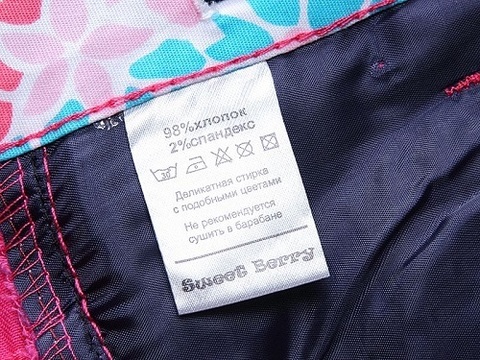 98%хлопок
2%спандекс
Деликатная стирка
с подобными цветами
Не рекомендуется
сушить в барабане
Sweet Berry